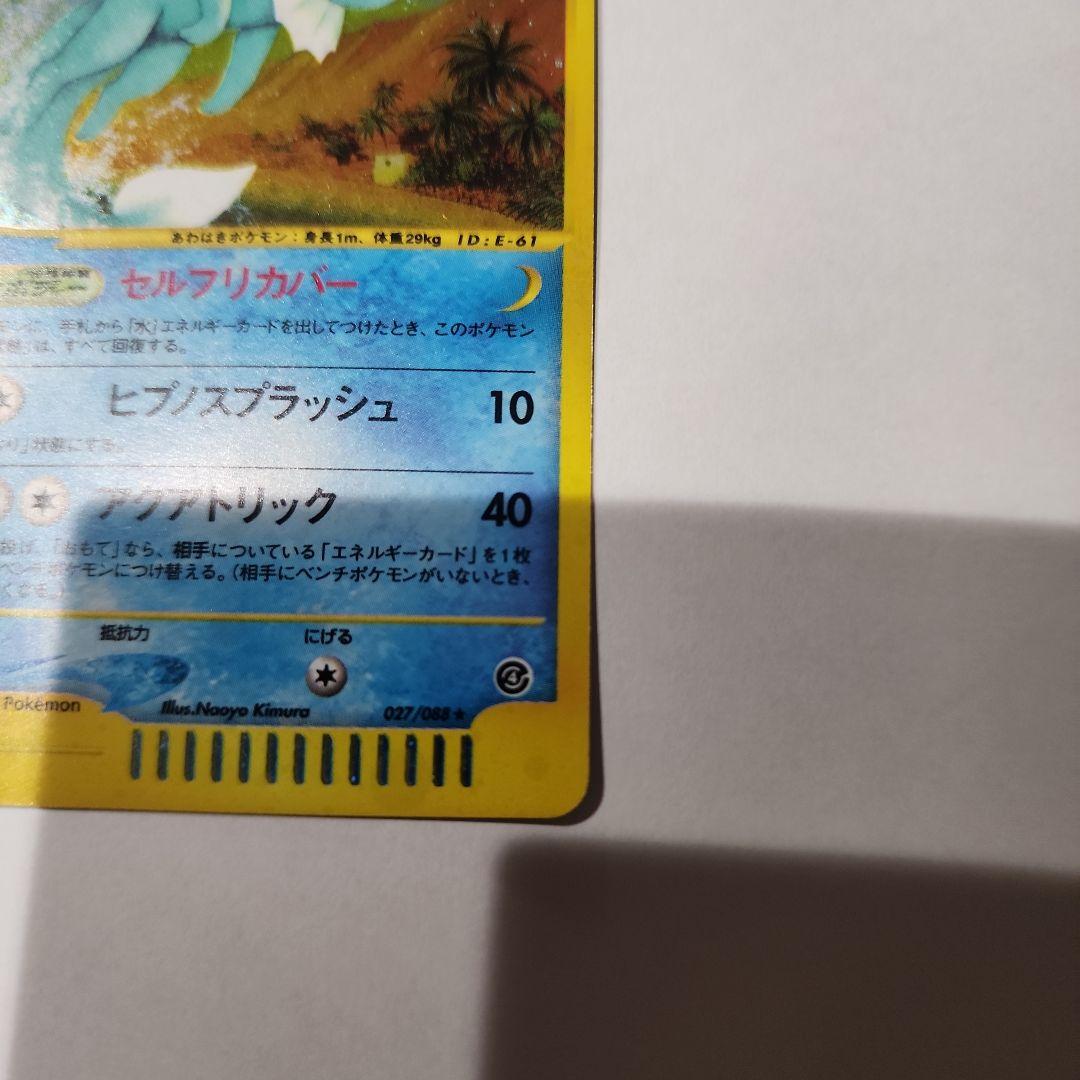 あわはきポケモン：身長1m、体重29kg ID:E-61
セルフリカバー
手札から「水」エネルギーカードを出してつけたとき、このポケモン
は、すべて回復する。
ヒプノスプラッシュ 10
」状態にする。
アクアトリック 40
「おもて」なら、相手についている「エネルギーカード」を1枚
ポケモンにつけ替える。（相手にベンチポケモンがいないとき、
抵抗力 にげる
Pokémon Illus.Naoyo Kimura 027/088★